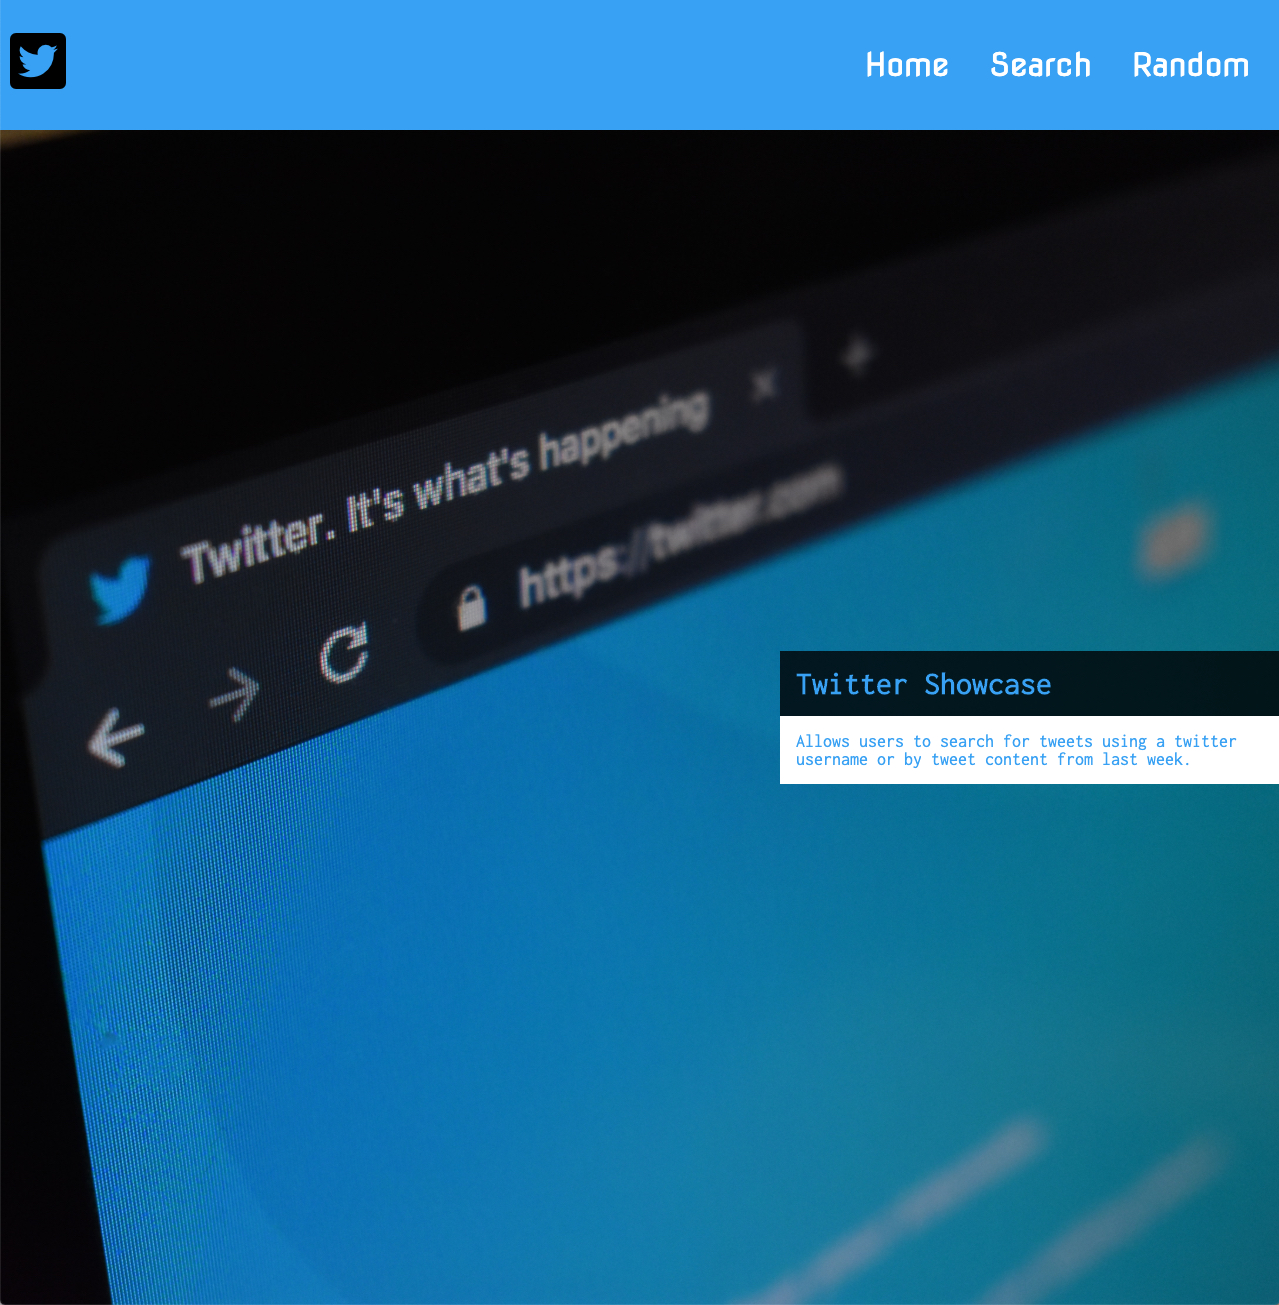 Home Search Random
Twitter. It's what's happening
https://twitter.com
Twitter Showcase
Allows users to search for tweets using a twitter
username or by tweet content from last week.